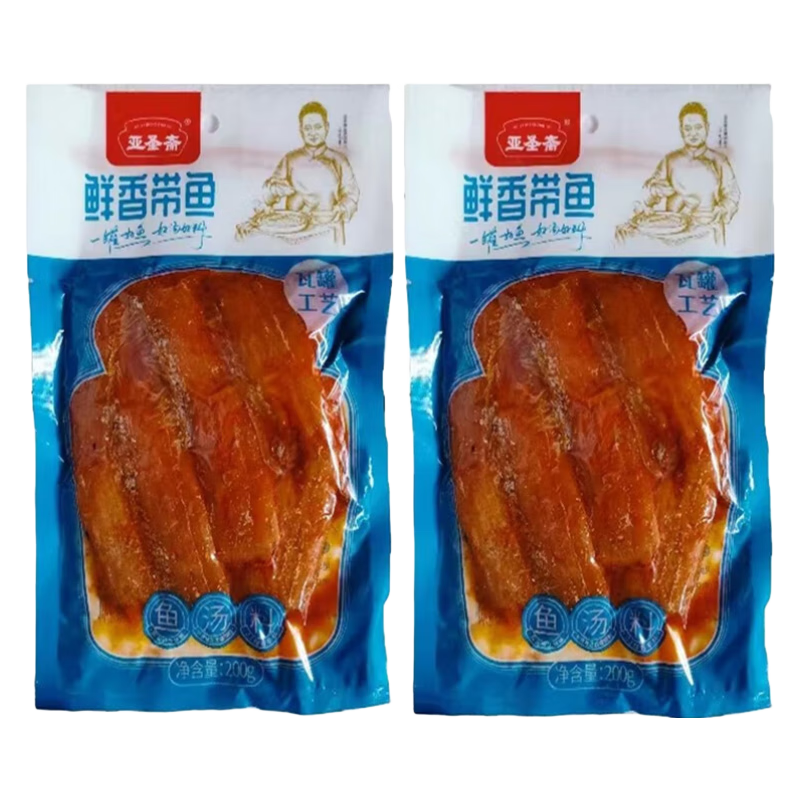 亚圣斋
®
鲜香带鱼
瓦罐
工艺
鱼 汤 料
净含量:200g
亚圣斋
鲜香带鱼
瓦罐
工艺
鱼 汤 料
净含量:200g